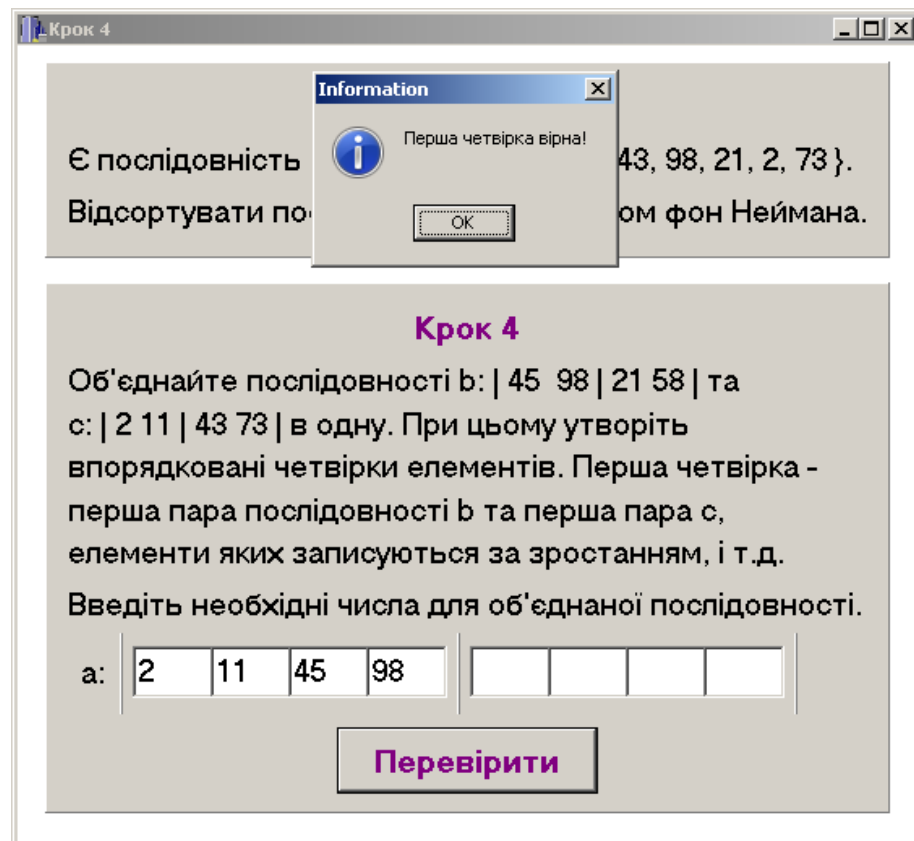 Крок 4
Information
Перша четвірка вірна!
OK
Є послідовність 43, 98, 21, 2, 73 }.
Відсортувати ом фон Неймана.
Крок 4
Об'єднайте послідовності b: | 45 98 | 21 58 | та
c: | 2 11 | 43 73 | в одну. При цьому утворіть
впорядковані четвірки елементів. Перша четвірка -
перша пара послідовності b та перша пара c,
елементи яких записуються за зростанням, і т.д.
Введіть необхідні числа для об'єднаної послідовності.
a: 2 11 45 98
Перевірити